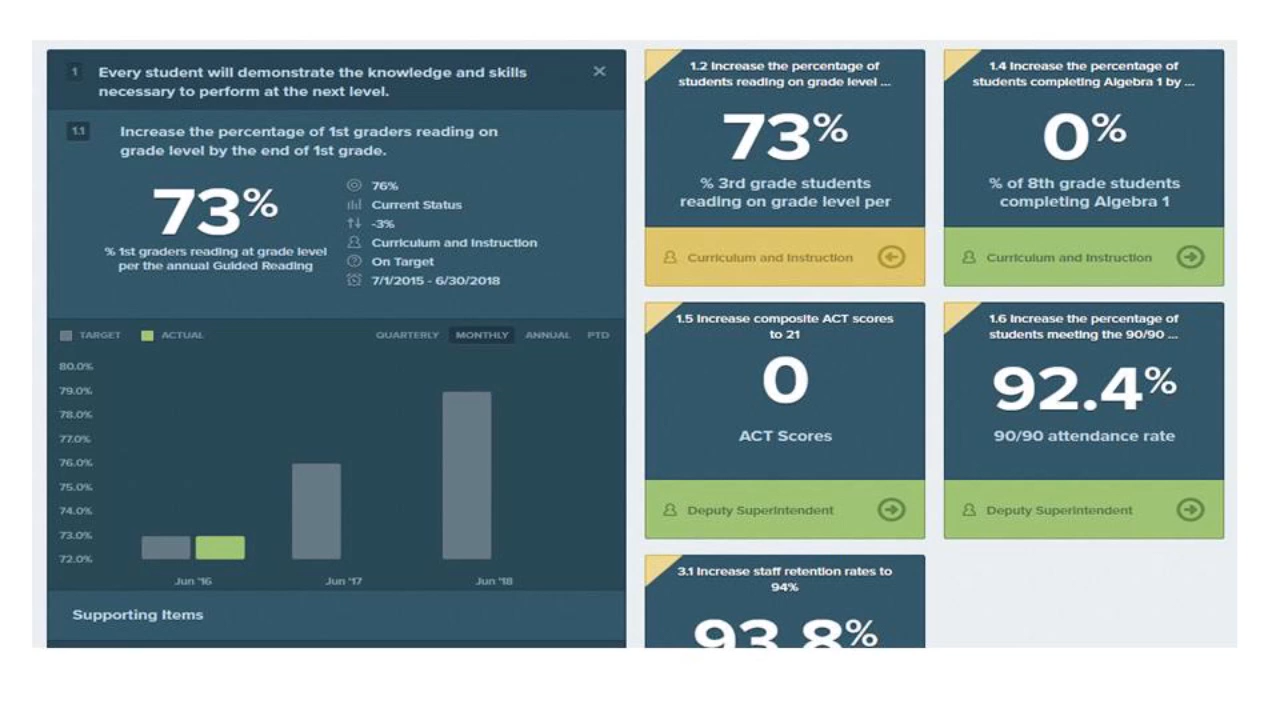 1
Every student will demonstrate the knowledge and skills
necessary to perform at the next level.
1.1
Increase the percentage of 1st graders reading on
grade level by the end of 1st grade.
73%
% 1st graders reading at grade level
per the annual Guided Reading
76%
Current Status
-3%
Curriculum and Instruction
On Target
7/1/2015 - 6/30/2018
TARGET
ACTUAL
QUARTERLY
MONTHLY
ANNUAL
PTD
80.0%
79.0%
78.0%
77.0%
76.0%
75.0%
74.0%
73.0%
72.0%
Jun '16
Jun '17
Jun '18
Supporting Items
1.2 Increase the percentage of
students reading on grade level ...
73%
% 3rd grade students
reading on grade level per
Curriculum and Instruction
1.4 Increase the percentage of
students completing Algebra 1 by ...
0%
% of 8th grade students
completing Algebra 1
Curriculum and Instruction
1.5 Increase composite ACT scores
to 21
0
ACT Scores
Deputy Superintendent
1.6 Increase the percentage of
students meeting the 90/90 ...
92.4%
90/90 attendance rate
Deputy Superintendent
3.1 Increase staff retention rates to
94%
93.8%